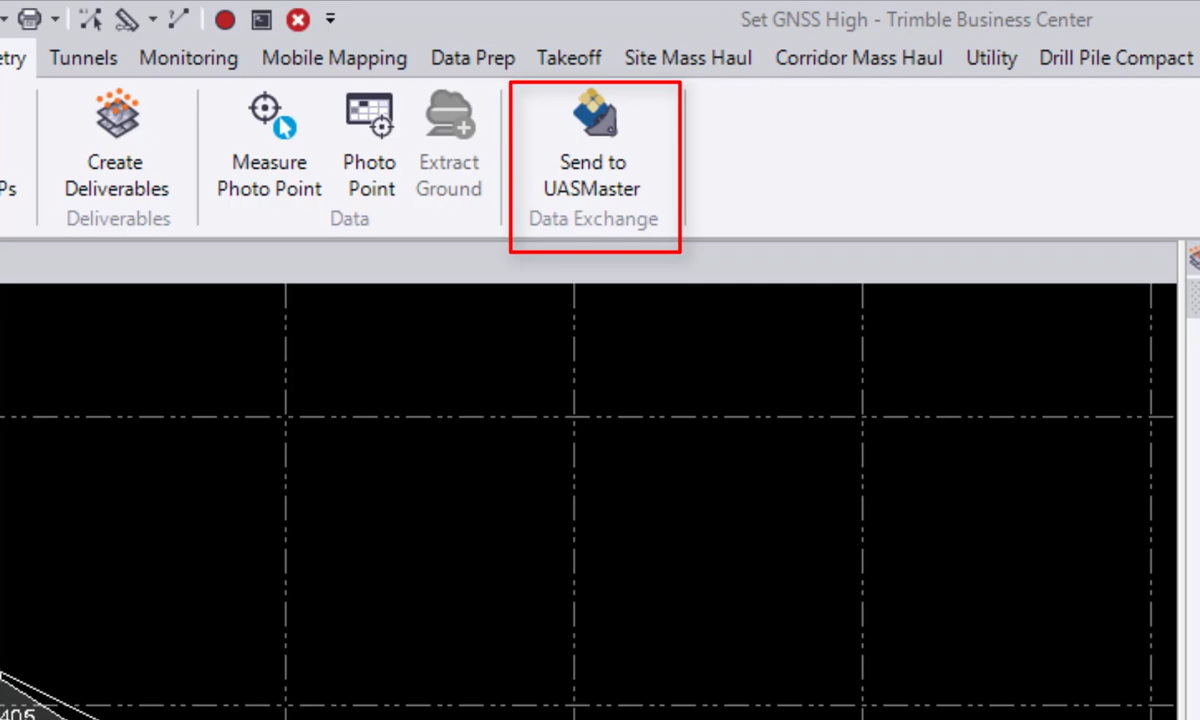 Set GNSS High - Trimble Business Center
etry Tunnels Monitoring Mobile Mapping Data Prep Takeoff Site Mass Haul Corridor Mass Haul Utility Drill Pile Compact
Ps
Create
Deliverables
Deliverables
Measure
Photo Point
Photo
Point
Extract
Ground
Data
Send to
UASMaster
Data Exchange
405